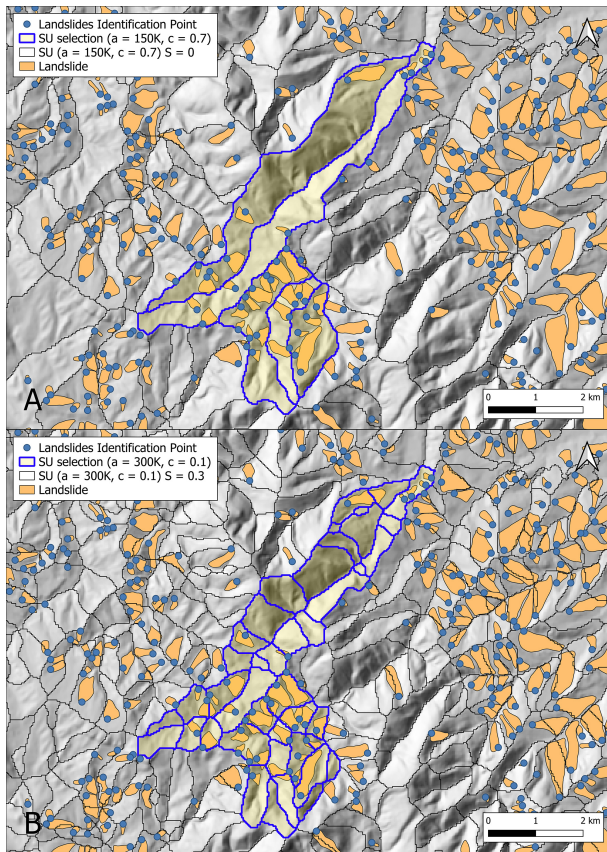 Landslides Identification Point
SU selection (a = 150K, c = 0.7)
SU (a = 150K, c = 0.7) S = 0
Landslide
A
0 1 2 km
Landslides Identification Point
SU selection (a = 300K, c = 0.1)
SU (a = 300K, c = 0.1) S = 0.3
Landslide
B
0 1 2 km